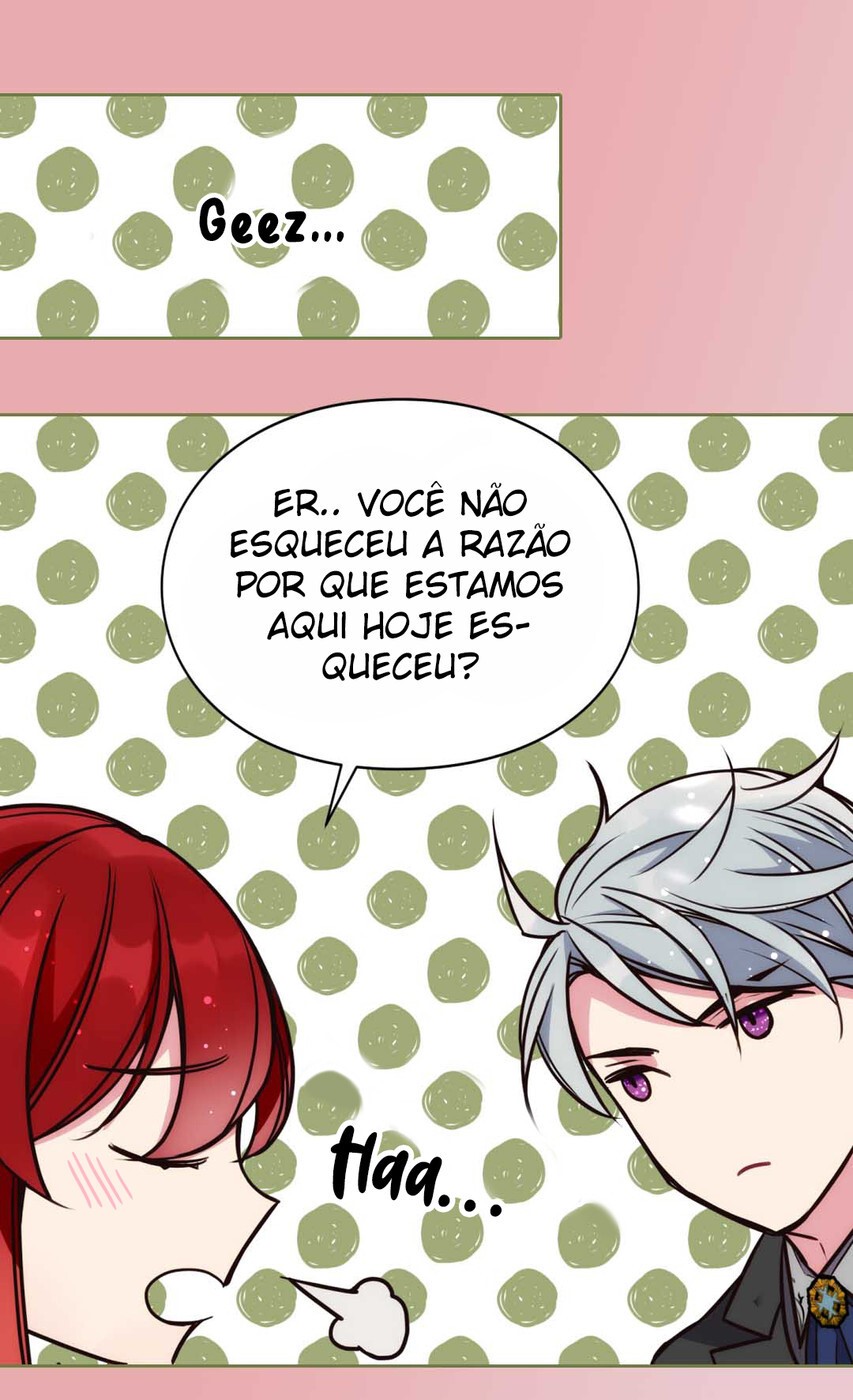 Geez...
ER.. VOCÊ NÃO
ESQUECEU A RAZÃO
POR QUE ESTAMOS
AQUI HOJE ES-
QUECEU?
Haa...